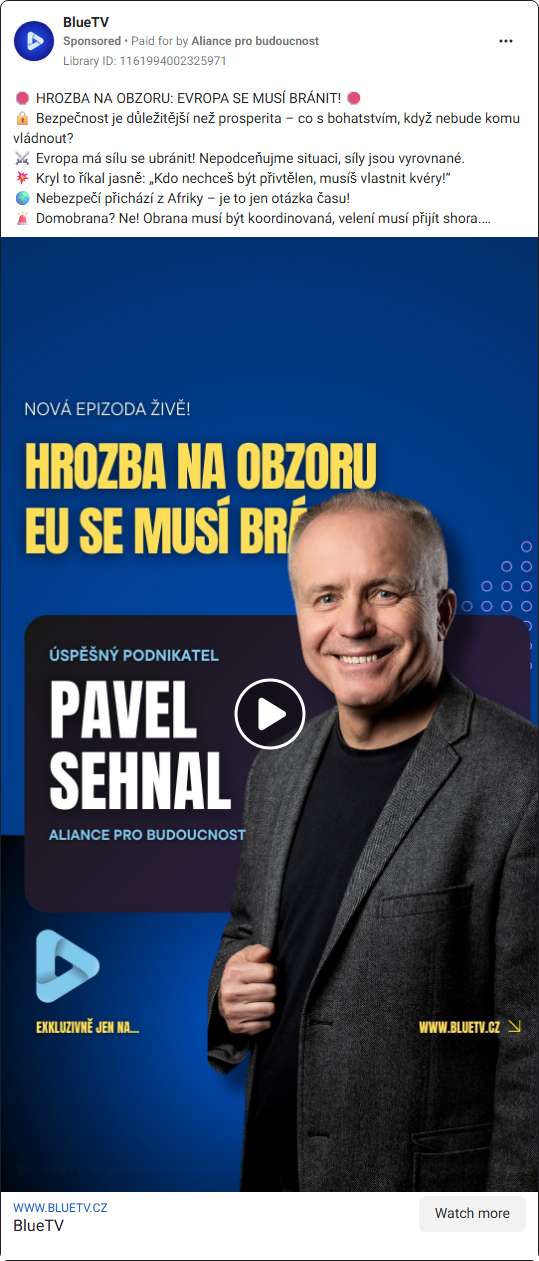 BlueTV
Sponsored • Paid for by Aliance pro budoucnost
Library ID: 1161994002325971
HROZBA NA OBZORU: EVROPA SE MUSÍ BRÁNIT!
Bezpečnost je důležitější než prosperita – co s bohatstvím, když nebude komu
vládnout?
Evropa má sílu se ubránit! Nepodceňujme situaci, síly jsou vyrovnané.
Kryl to říkal jasně: „Kdo nechceš být přivtělen, musíš vlastnit kvéry!“
Nebezpečí přichází z Afriky – je to jen otázka času!
Domobrana? Ne! Obrana musí být koordinovaná, velení musí přijít shora....
NOVÁ EPIZODA ŽIVĚ!
HROZBA NA OBZORU
EU SE MUSÍ BRÁ
ÚSPĚŠNÝ PODNIKATEL
PAVEL
SEHNAL
ALIANCE PRO BUDOUCNOST
EXKLUZIVNĚ JEN NA...
WWW.BLUETV.CZ
WWW.BLUETV.CZ
BlueTV
Watch more